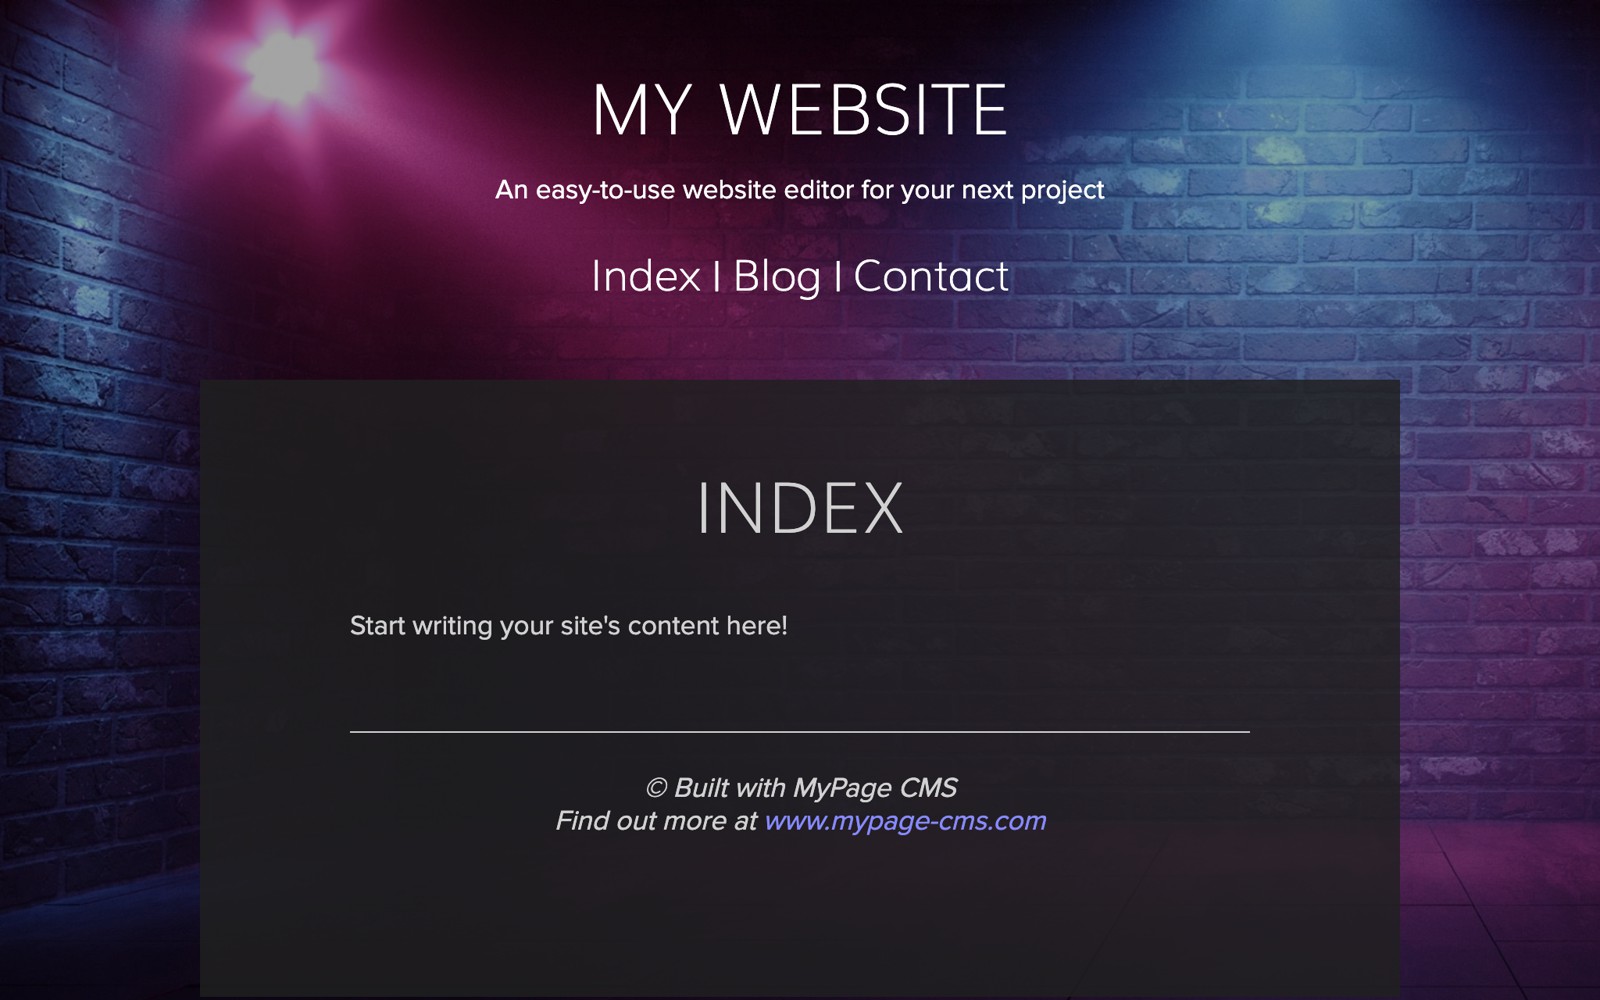 MY WEBSITE
An easy-to-use website editor for your next project
Index | Blog | Contact
INDEX
Start writing your site's content here!
© Built with MyPage CMS
Find out more at www.mypage-cms.com